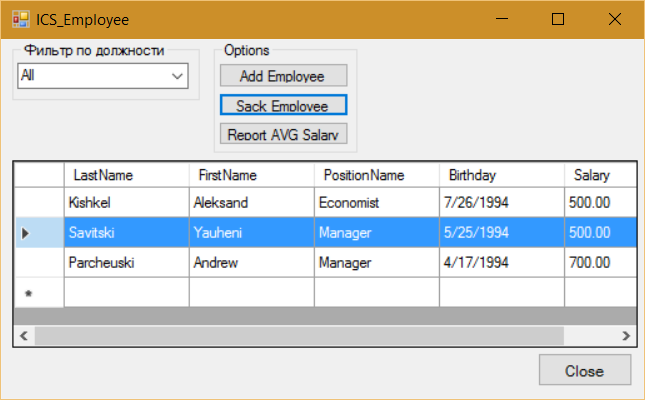 ICS_Employee
Фильтр по должности
All
Options
Add Employee
Sack Employee
Report AVG Salary
LastName FirstName PositionName Birthday Salary
Kishkel Aleksand Economist 7/26/1994 500.00
Savitski Yauheni Manager 5/25/1994 500.00
Parcheuski Andrew Manager 4/17/1994 700.00
*
Close